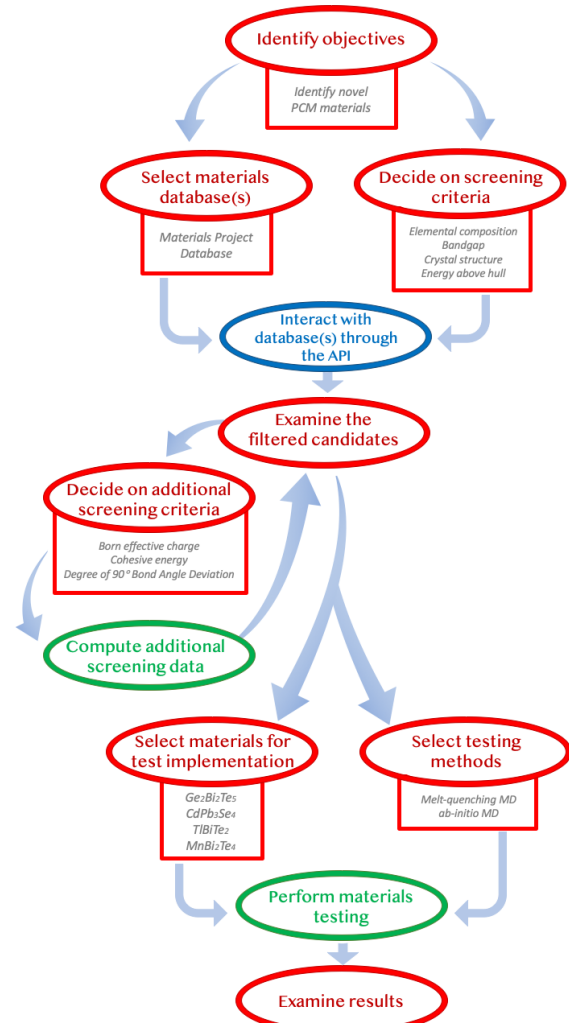 Identify objectives
Identify novel
PCM materials
Select materials
database(s)
Materials Project
Database
Decide on screening
criteria
Elemental composition
Bandgap
Crystal structure
Energy above hull
Interact with
database(s) through
the API
Examine the
filtered candidates
Decide on additional
screening criteria
Born effective charge
Cohesive energy
Degree of 90° Bond Angle Deviation
Compute additional
screening data
Select materials for
test implementation
Ge₂Bi₂Te₅
CdPb₃Se₄
TlBiTe₂
MnBi₂Te₄
Select testing
methods
Melt-quenching MD
ab-initio MD
Perform materials
testing
Examine results